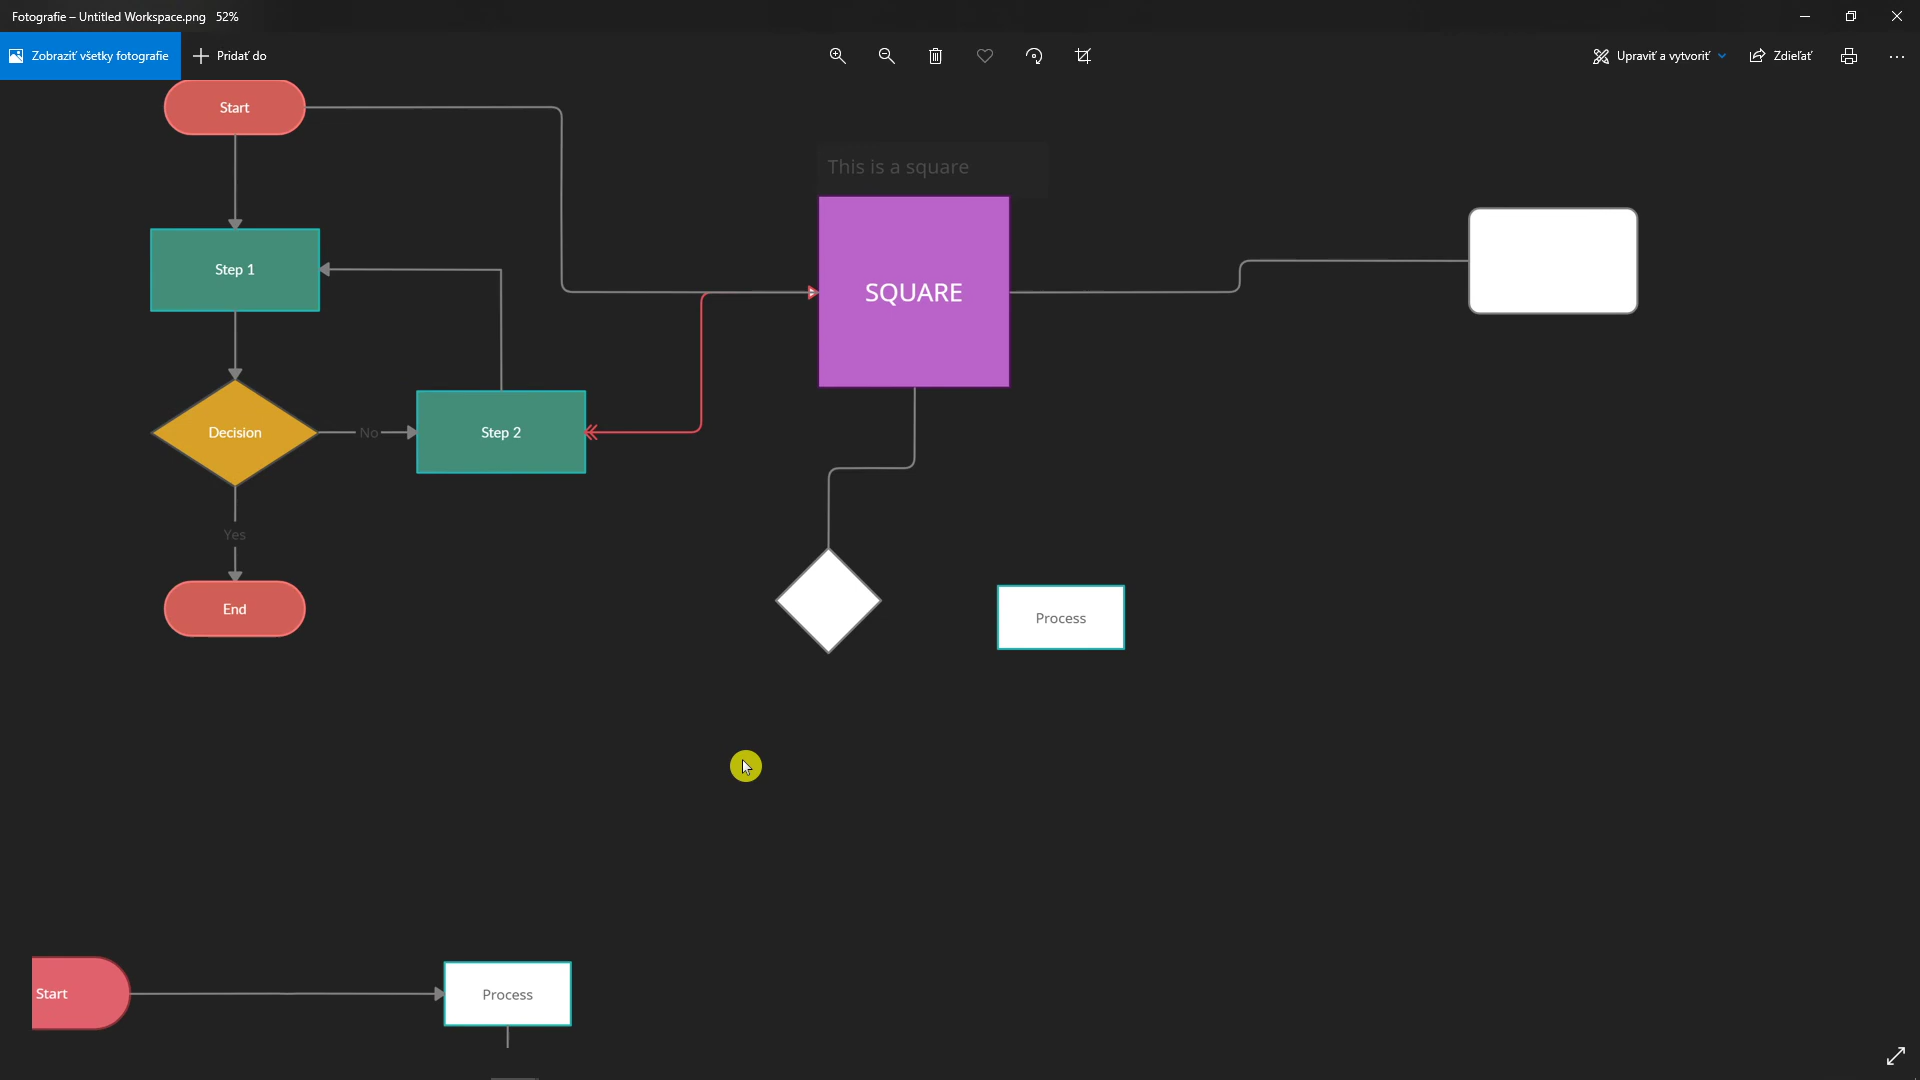 Fotografie – Untitled Workspace.png 52%
Zobraziť všetky fotografie
Pridať do
Upraviť a vytvoriť
Zdieľať
Start
This is a square
Step 1
SQUARE
Decision
No
Step 2
Yes
End
Process
Start
Process